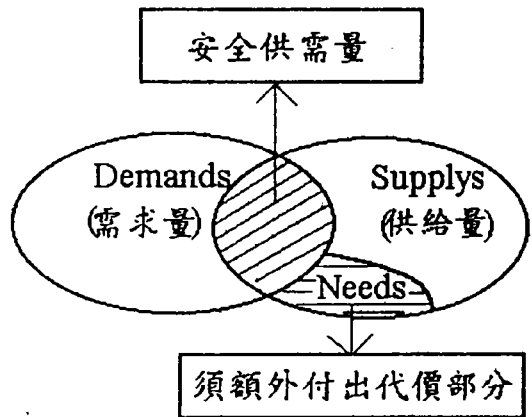 安全供需量
Demands
(需求量)
Supplys
(供給量)
Needs
須額外付出代價部分